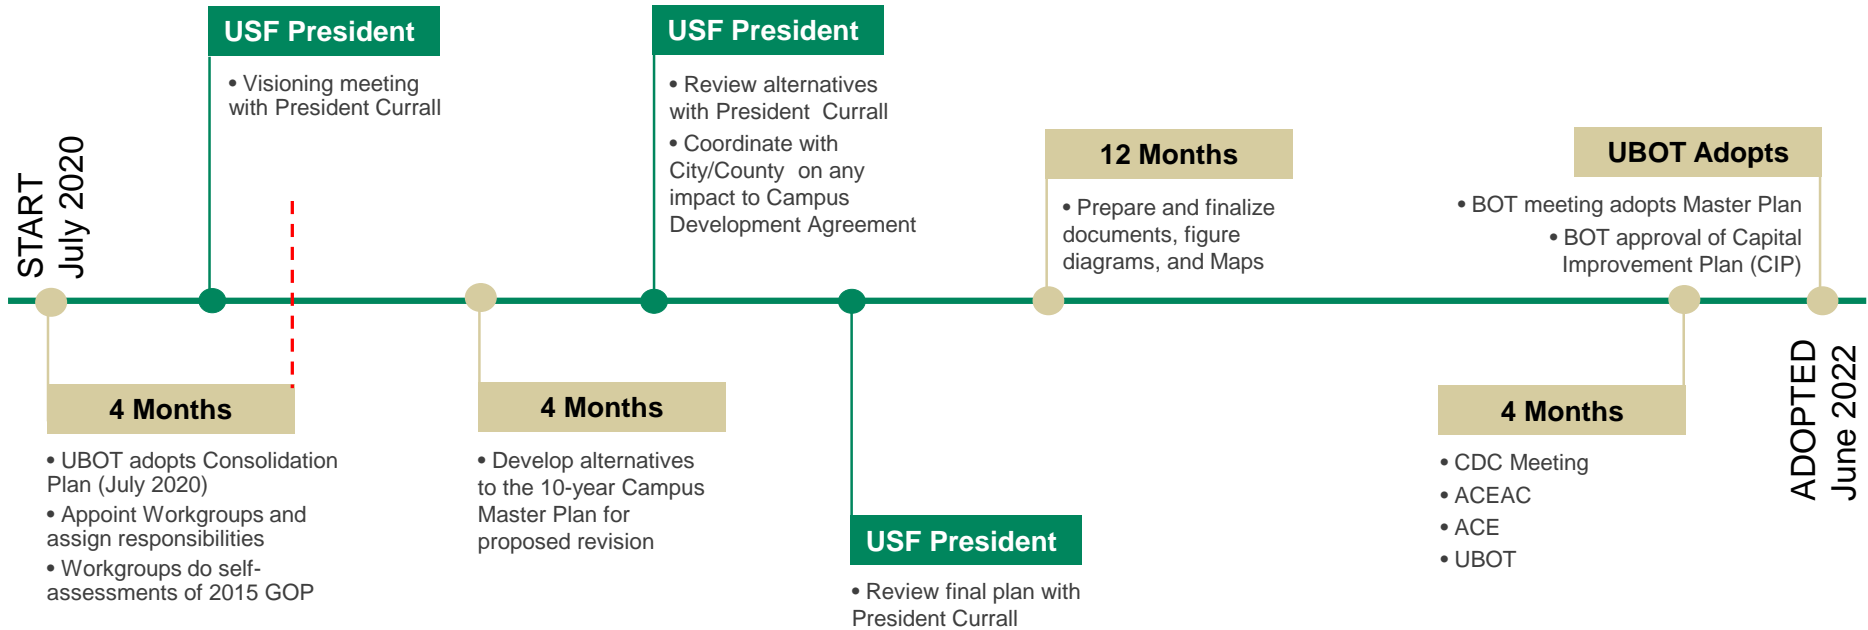 START
July 2020
USF President
• Visioning meeting
with President Currall
4 Months
• UBOT adopts Consolidation
Plan (July 2020)
• Appoint Workgroups and
assign responsibilities
• Workgroups do self-
assessments of 2015 GOP
4 Months
• Develop alternatives
to the 10-year Campus
Master Plan for
proposed revision
USF President
• Review alternatives
with President Currall
• Coordinate with
City/County on any
impact to Campus
Development Agreement
USF President
• Review final plan with
President Currall
12 Months
• Prepare and finalize
documents, figure
diagrams, and Maps
4 Months
• CDC Meeting
• ACEAC
• ACE
• UBOT
UBOT Adopts
• BOT meeting adopts Master Plan
• BOT approval of Capital
Improvement Plan (CIP)
ADOPTED
June 2022